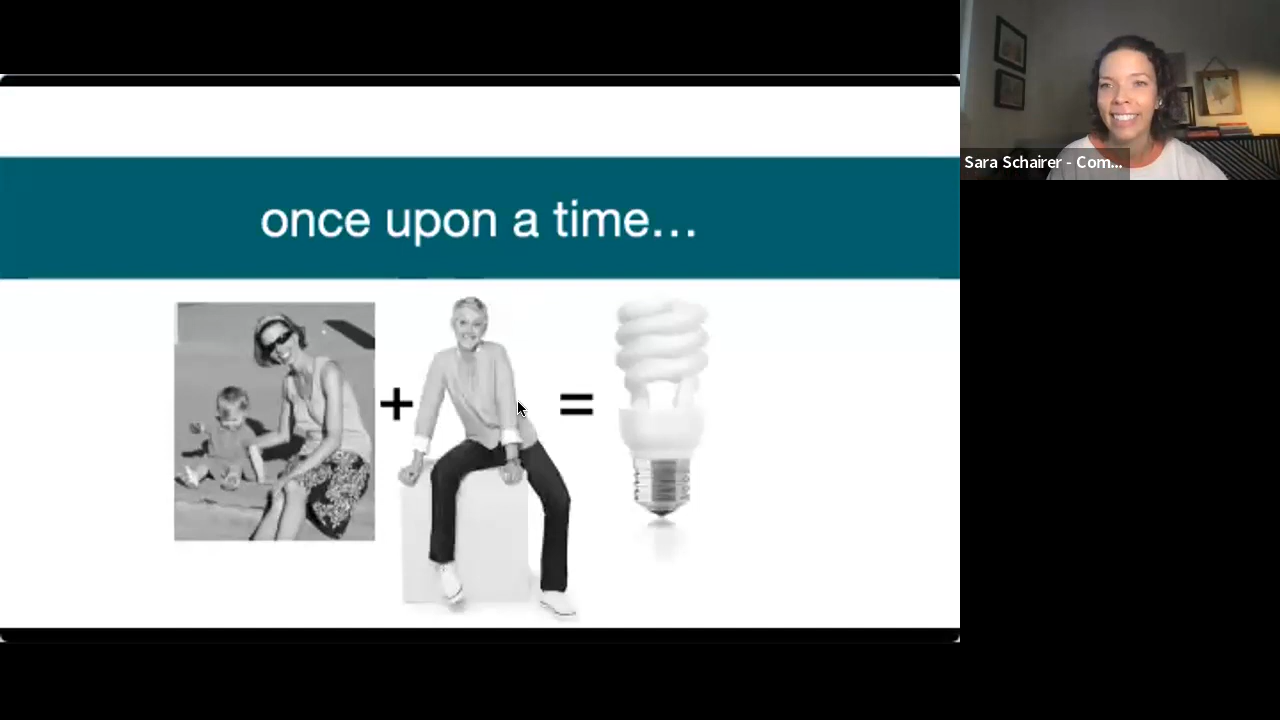 once upon a time...
+
=
Sara Schairer - Com...